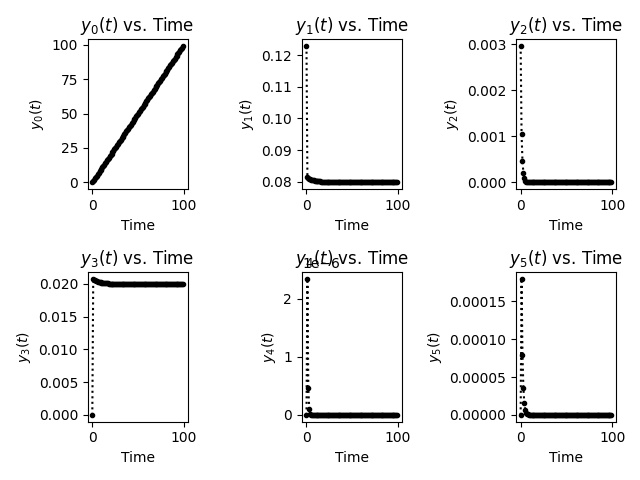 y₀(t) vs. Time
100
75
50
25
0
y₀(t)
0 100
Time
y₁(t) vs. Time
0.12
0.11
0.10
0.09
0.08
y₁(t)
0 100
Time
y₂(t) vs. Time
0.003
0.002
0.001
0.000
y₂(t)
0 100
Time
y₃(t) vs. Time
0.020
0.015
0.010
0.005
0.000
y₃(t)
0 100
Time
y₄(t) vs. Time
1e−6
2
1
0
y₄(t)
0 100
Time
y₅(t) vs. Time
0.00015
0.00010
0.00005
0.00000
y₅(t)
0 100
Time